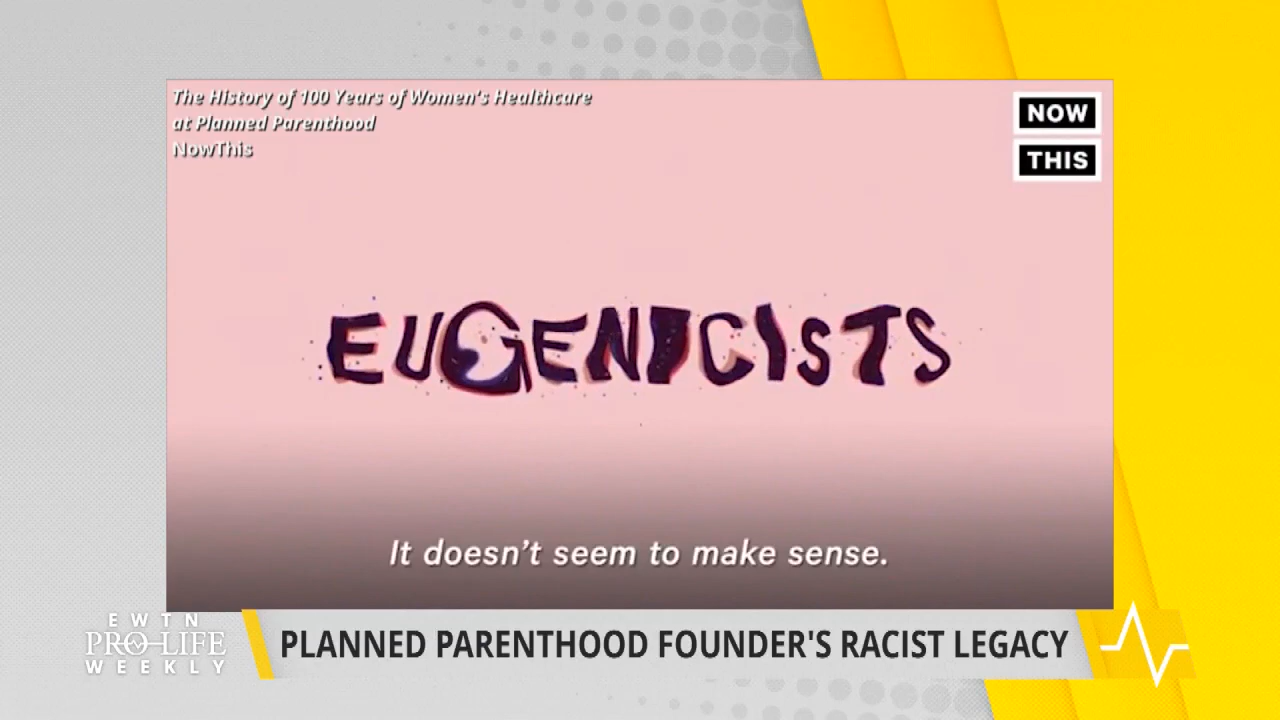 The History of 100 Years of Women's Healthcare
at Planned Parenthood
NowThis
NOW
THIS
EUGENICISTS
It doesn't seem to make sense.
EWTN
PRO-LIFE
WEEKLY
PLANNED PARENTHOOD FOUNDER'S RACIST LEGACY